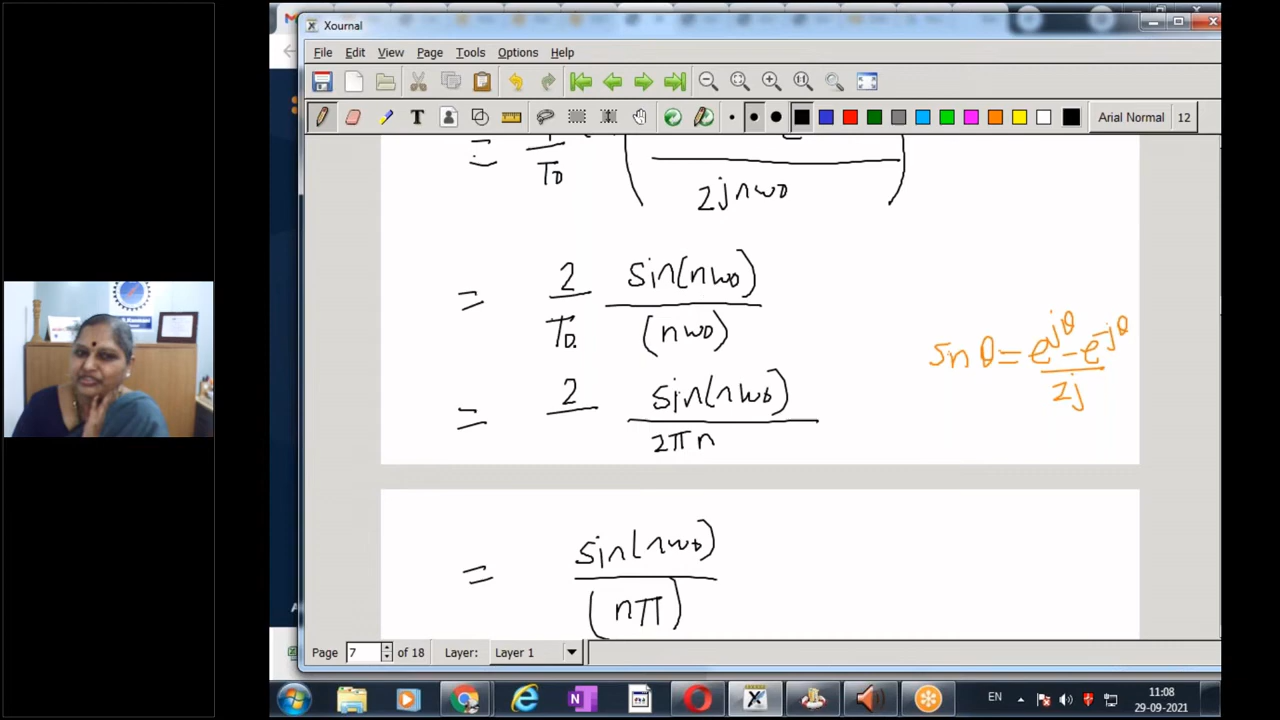 Xournal
File Edit View Page Tools Options Help
Arial Normal 12
= 1/T0 ( / 2jnω0 )
= 2/T0 sin(nω0)/(nω0)
sin θ = e^jθ - e^-jθ / 2j
= 2 sin(nω0)/2πn
= sin(nω0)/(nπ)
Page 7 of 18 Layer: Layer 1
EN
11:08
29-09-2021